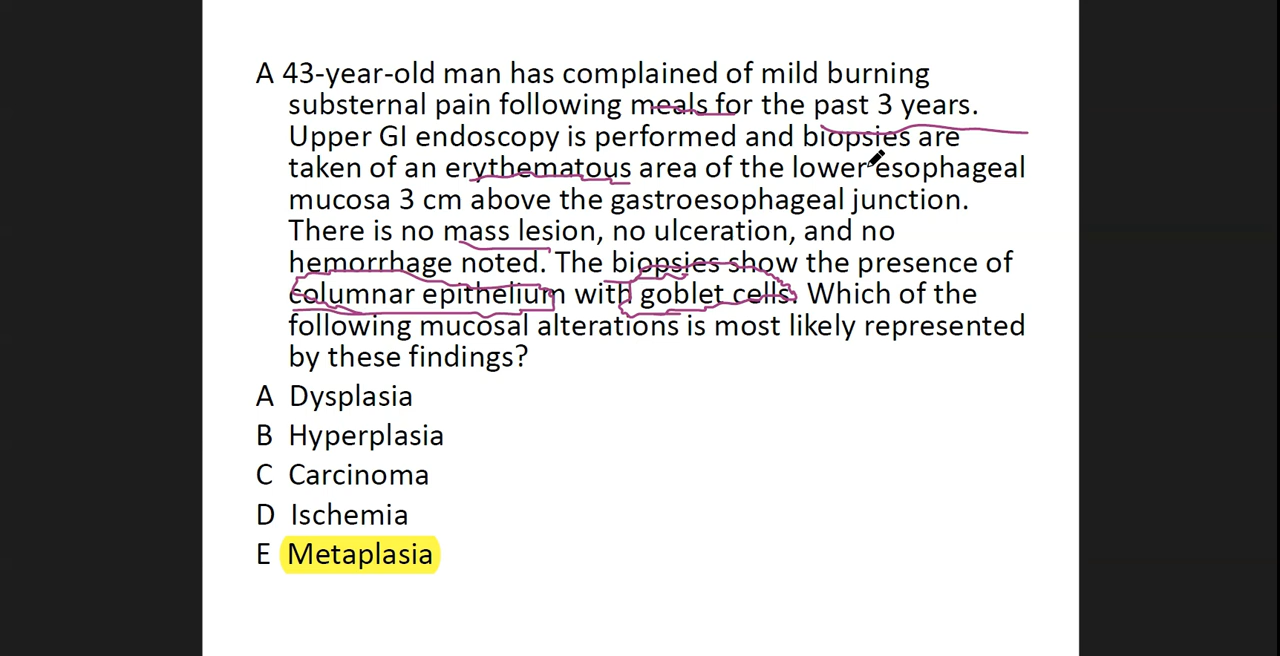 A 43-year-old man has complained of mild burning
substernal pain following meals for the past 3 years.
Upper GI endoscopy is performed and biopsies are
taken of an erythematous area of the lower esophageal
mucosa 3 cm above the gastroesophageal junction.
There is no mass lesion, no ulceration, and no
hemorrhage noted. The biopsies show the presence of
columnar epithelium with goblet cells. Which of the
following mucosal alterations is most likely represented
by these findings?
A Dysplasia
B Hyperplasia
C Carcinoma
D Ischemia
E Metaplasia